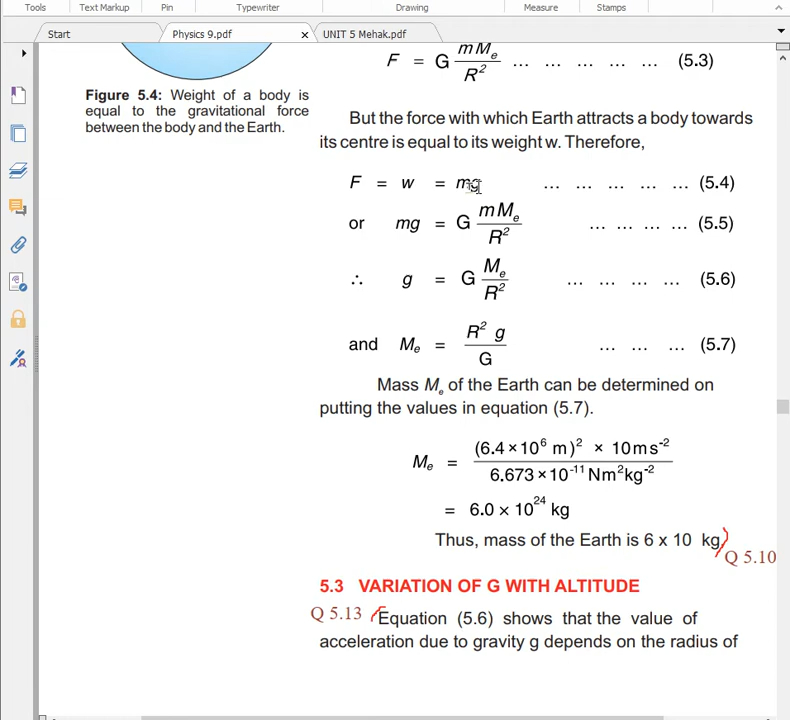 Tools Text Markup Pin Typewriter Drawing Measure Stamps
Start Physics 9.pdf × UNIT 5 Mehak.pdf
F = G mMe/R² ... ... ... ... ... (5.3)
Figure 5.4: Weight of a body is
equal to the gravitational force
between the body and the Earth.
But the force with which Earth attracts a body towards
its centre is equal to its weight w. Therefore,
F = w = mg ... ... ... ... ... (5.4)
or mg = G mMe/R² ... ... ... ... (5.5)
∴ g = G Me/R² ... ... ... ... (5.6)
and Me = R² g/G ... ... ... (5.7)
Mass Me of the Earth can be determined on
putting the values in equation (5.7).
Me = (6.4 × 10⁶ m)² × 10 ms⁻² / 6.673 × 10⁻¹¹ Nm² kg⁻²
= 6.0 × 10²⁴ kg
Thus, mass of the Earth is 6 x 10 kg
Q 5.10
5.3 VARIATION OF G WITH ALTITUDE
Q 5.13 Equation (5.6) shows that the value of
acceleration due to gravity g depends on the radius of